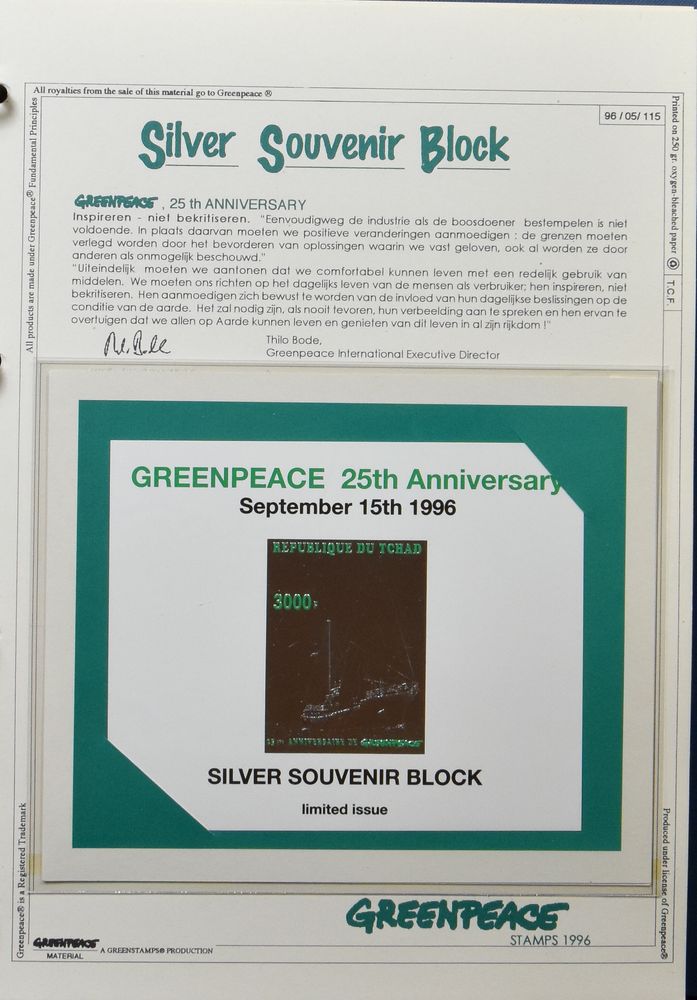 All royalties from the sale of this material go to Greenpeace ®
96 / 05/ 115
Silver Souvenir Block
GREENPEACE , 25 th ANNIVERSARY
Inspireren - niet bekritiseren. "Eenvoudigweg de industrie als de boosdoener bestempelen is niet
voldoende. In plaats daarvan moeten we positieve veranderingen aanmoedigen : de grenzen moeten
verlegd worden door het bevorderen van oplossingen waarin we vast geloven, ook al worden ze door
anderen als onmogelijk beschouwd."
"Uiteindelijk moeten we aantonen dat we comfortabel kunnen leven met een redelijk gebruik van
middelen. We moeten ons richten op het dagelijks leven van de mensen als verbruiker; hen inspireren, niet
bekritiseren. Hen aanmoedigen zich bewust te worden van de invloed van hun dagelijkse beslissingen op de
conditie van de aarde. Het zal nodig zijn, als nooit tevoren, hun verbeelding aan te spreken en hen ervan te
overtuigen dat we allen op Aarde kunnen leven en genieten van dit leven in al zijn rijkdom !"
Thilo Bode,
Greenpeace International Executive Director
All products are made under Greenpeace® Fundamental Principles
Printed on 250 gr. oxygen-bleached paper
T.C.F.
GREENPEACE 25th Anniversary
September 15th 1996
REPUBLIQUE DU TCHAD
3000F
25 ème ANNIVERSAIRE DE GREENPEACE
SILVER SOUVENIR BLOCK
limited issue
Greenpeace® is a Registered Trademark
Produced under license of Greenpeace®
GREENPEACE
STAMPS 1996
GREENPEACE
MATERIAL
A GREENSTAMPS® PRODUCTION